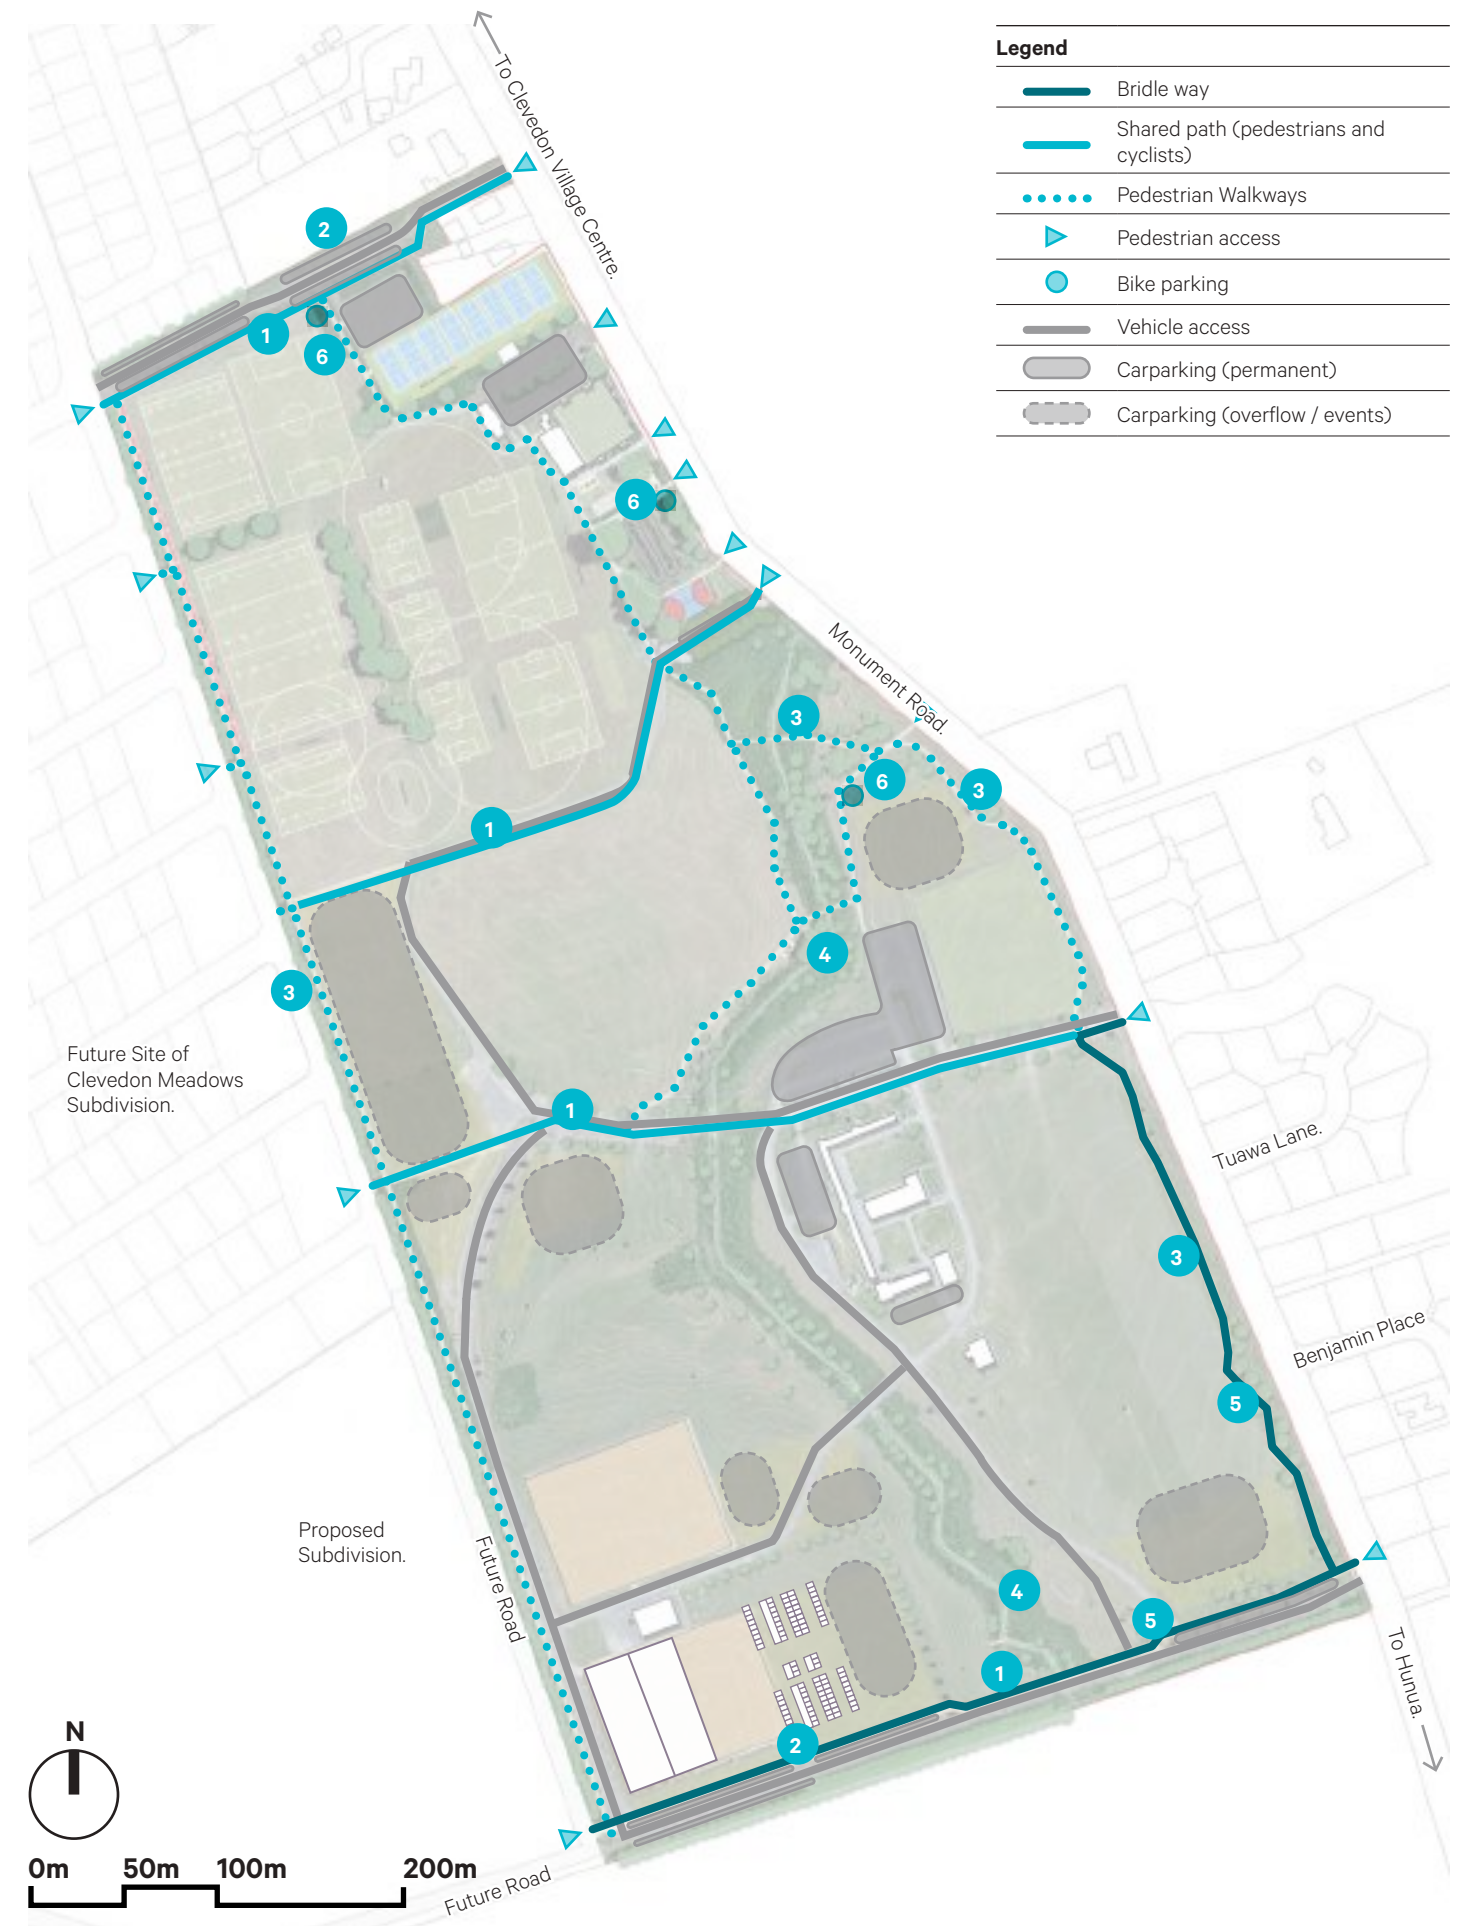 Legend
Bridle way
Shared path (pedestrians and
cyclists)
Pedestrian Walkways
Pedestrian access
Bike parking
Vehicle access
Carparking (permanent)
Carparking (overflow / events)
To Clevedon Village Centre.
2
1
6
6
Monument Road.
3
6
3
1
4
3
Future Site of
Clevedon Meadows
Subdivision.
1
Tuawa Lane.
3
Benjamin Place
5
Proposed
Subdivision.
Future Road
4
5
1
2
To Hunua.
N
0m 50m 100m 200m
Future Road